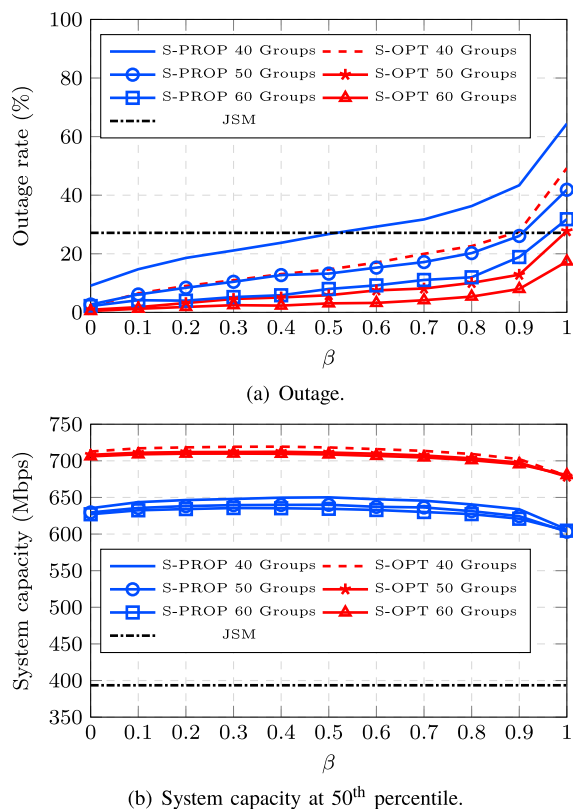 100
80
60
40
20
0
Outage rate (%)
S-PROP 40 Groups
S-OPT 40 Groups
S-PROP 50 Groups
S-OPT 50 Groups
S-PROP 60 Groups
S-OPT 60 Groups
JSM
0 0.1 0.2 0.3 0.4 0.5 0.6 0.7 0.8 0.9 1
β
(a) Outage.
750
700
650
600
550
500
450
400
350
System capacity (Mbps)
S-PROP 40 Groups
S-OPT 40 Groups
S-PROP 50 Groups
S-OPT 50 Groups
S-PROP 60 Groups
S-OPT 60 Groups
JSM
0 0.1 0.2 0.3 0.4 0.5 0.6 0.7 0.8 0.9 1
β
(b) System capacity at 50th percentile.